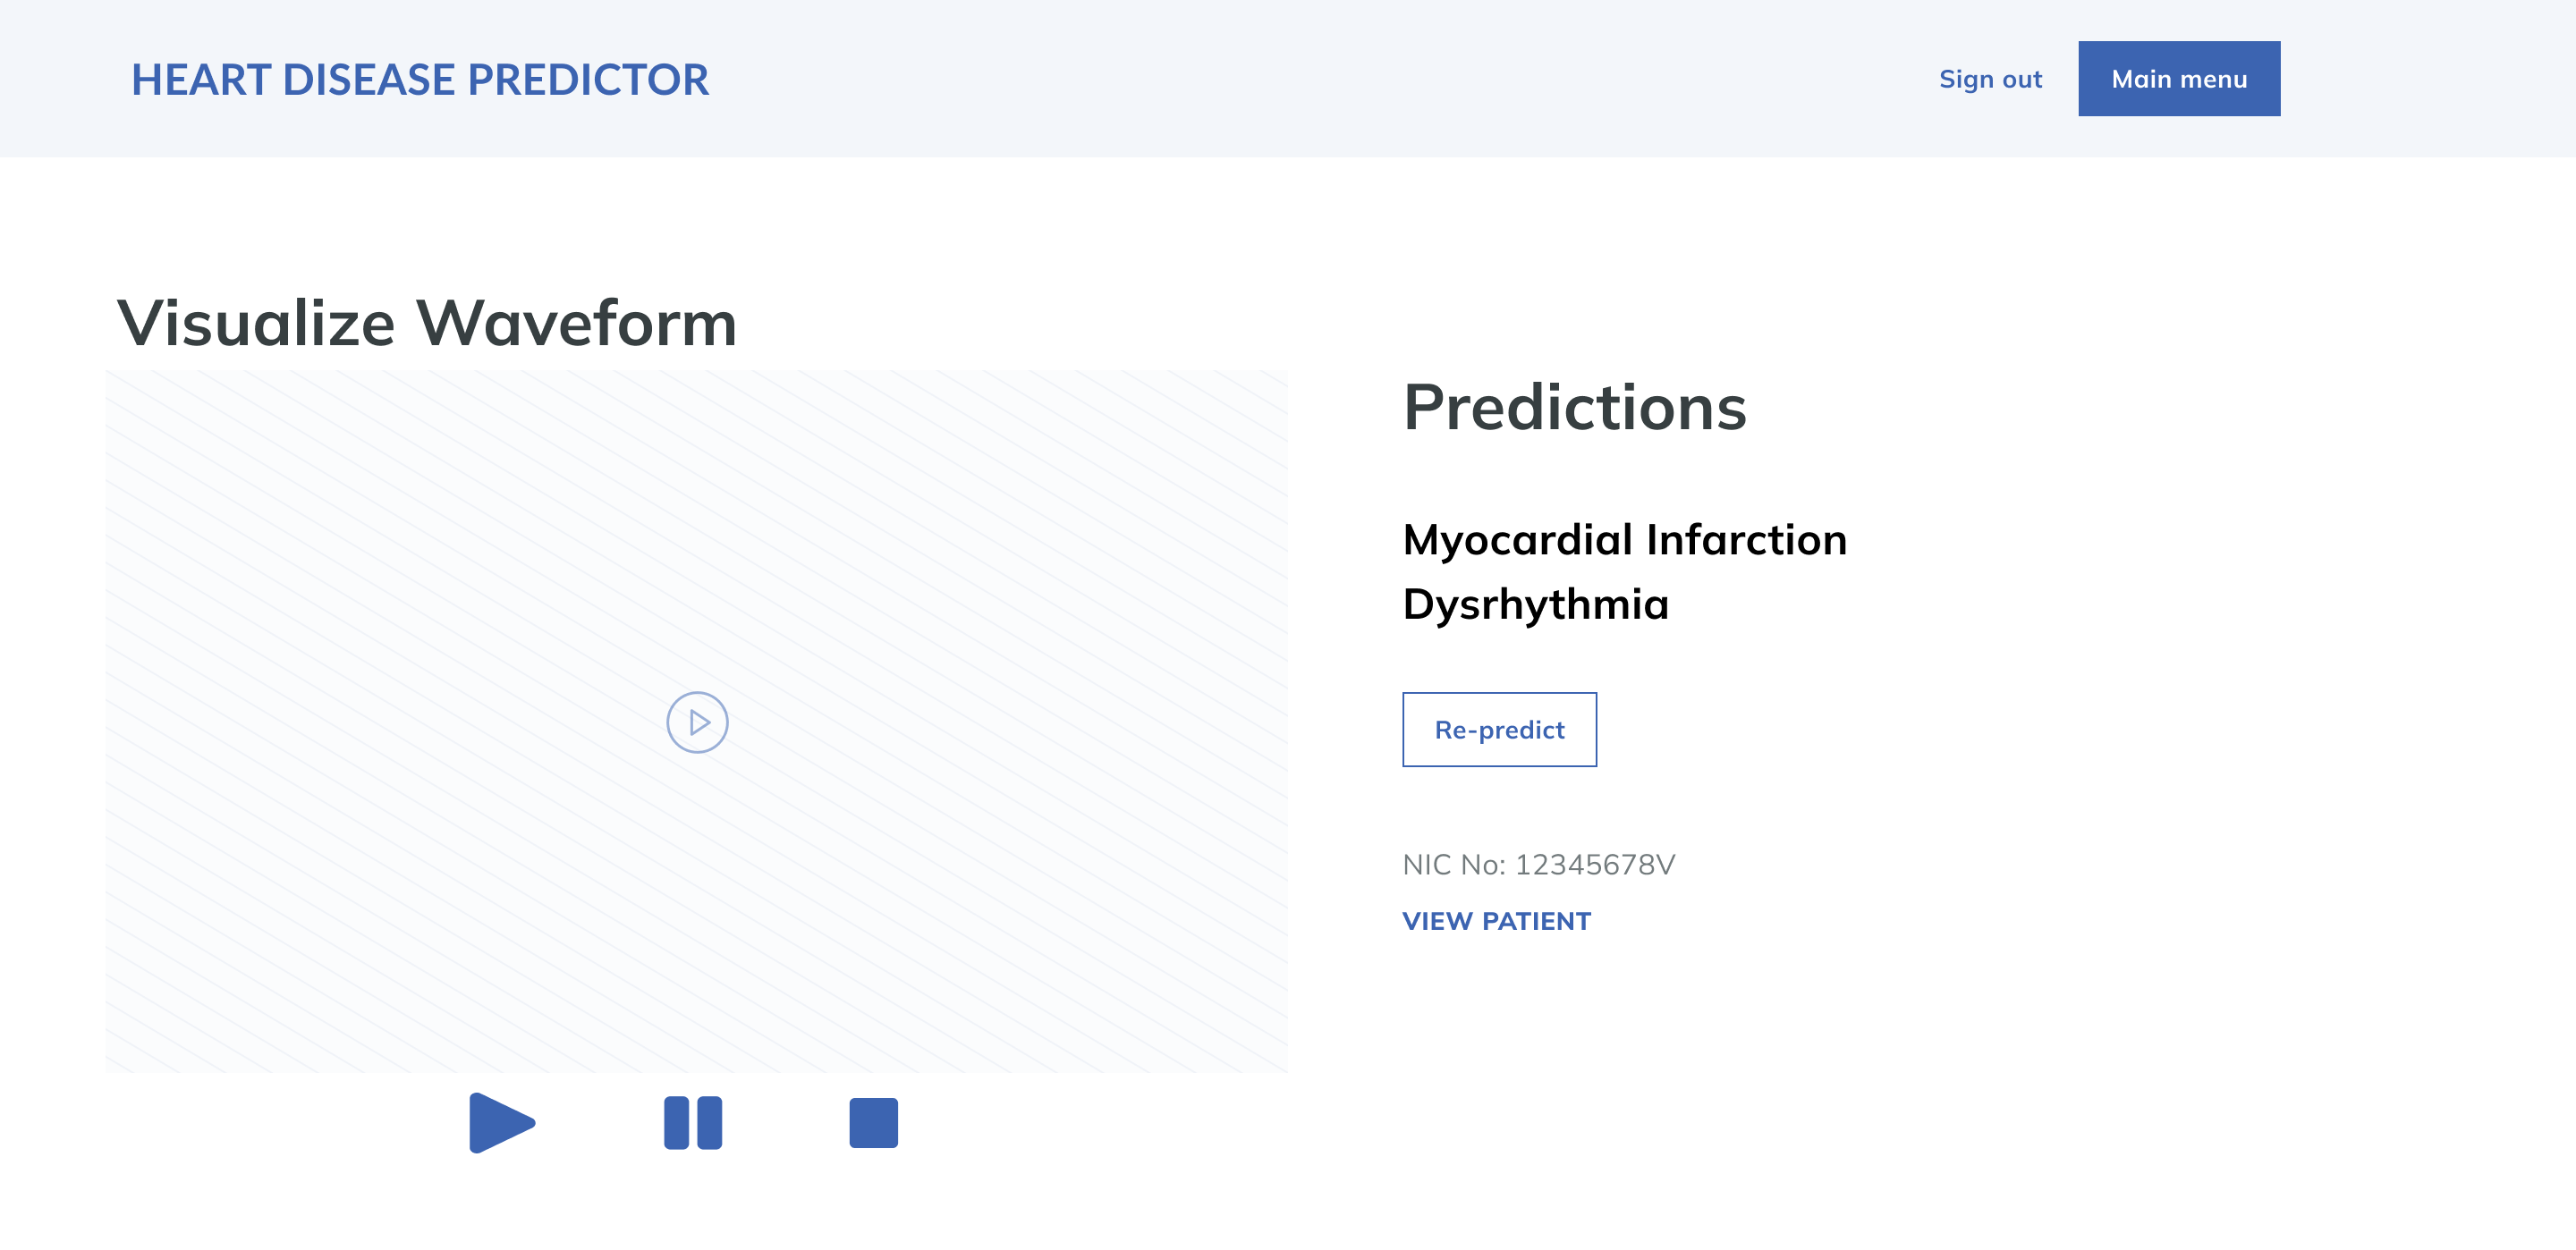 HEART DISEASE PREDICTOR
Sign out
Main menu
Visualize Waveform
Predictions
Myocardial Infarction
Dysrhythmia
Re-predict
NIC No: 12345678V
VIEW PATIENT